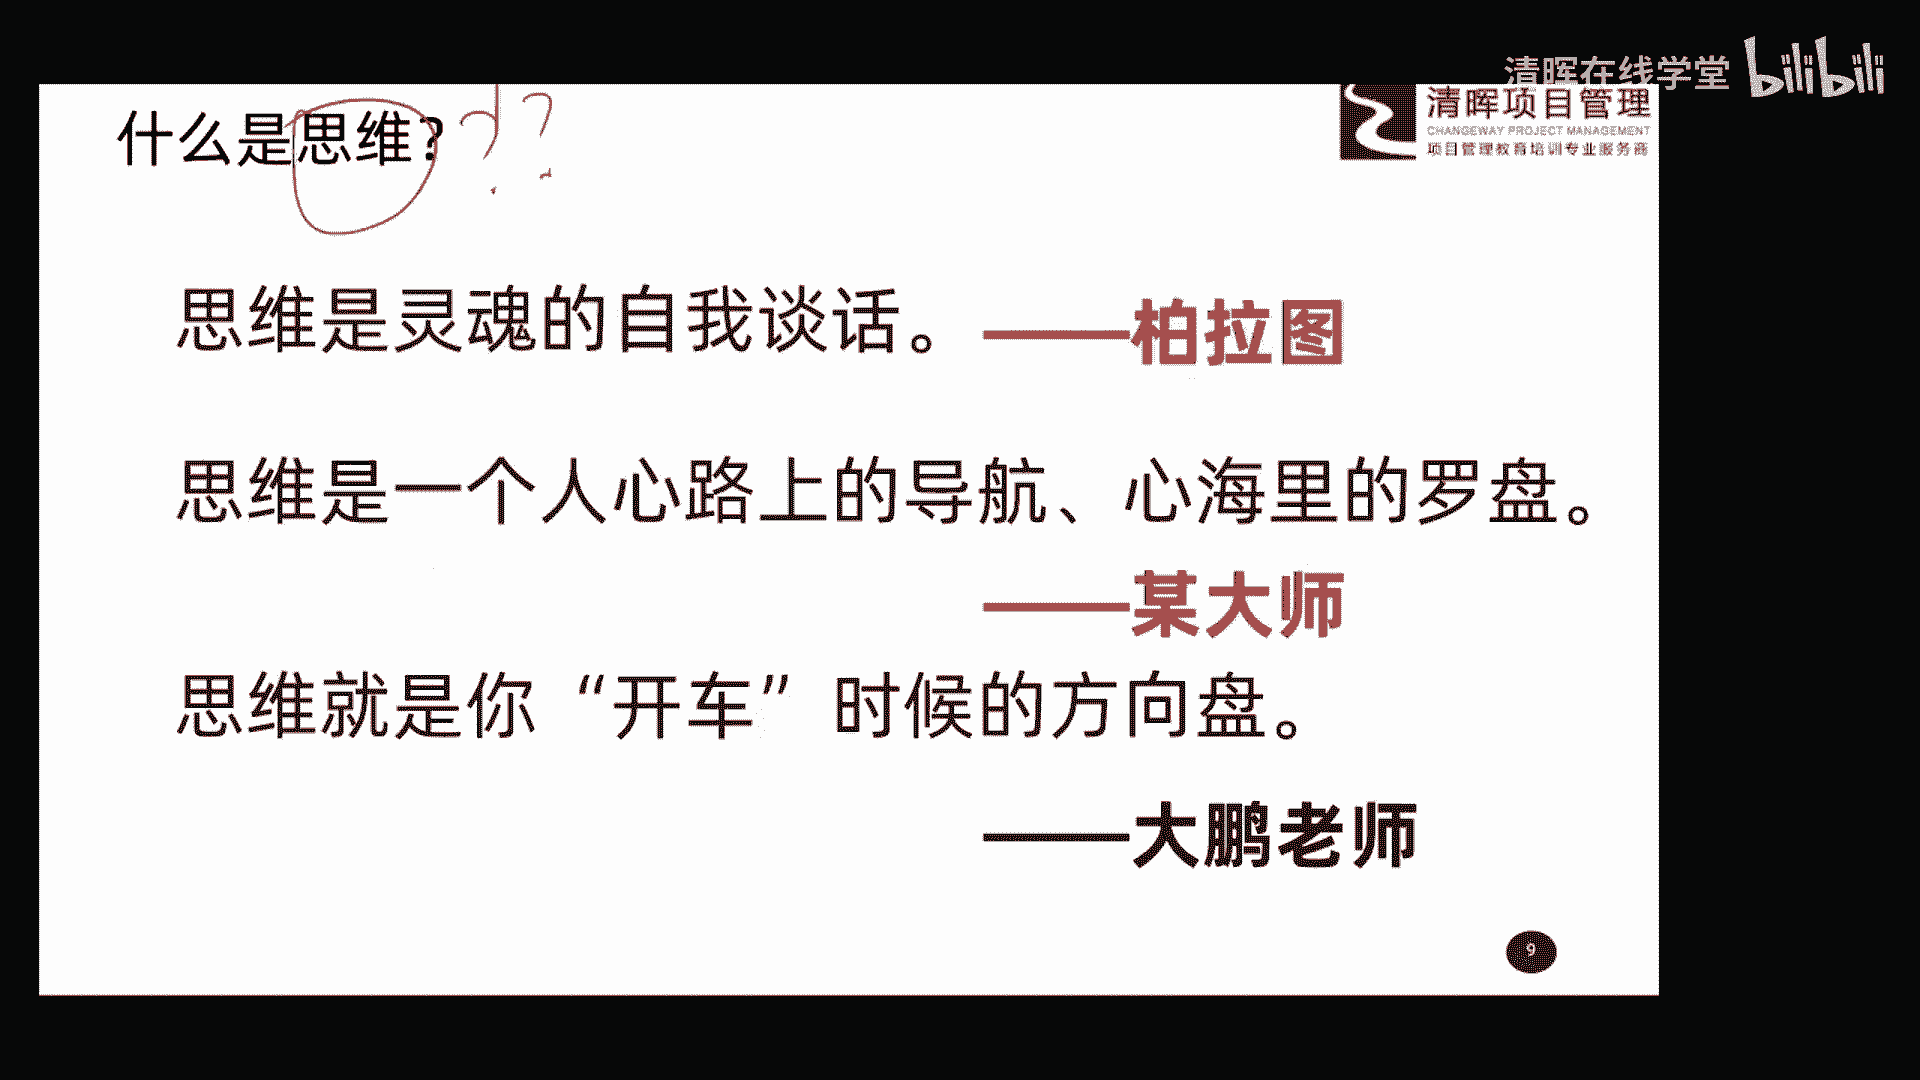 清晖在线学堂 bilibili
什么是思维? ??
清晖项目管理
CHANGEWAY PROJECT MANAGEMENT
项目管理教育培训专业服务商
思维是灵魂的自我谈话。——柏拉图
思维是一个人心路上的导航、心海里的罗盘。
——某大师
思维就是你“开车”时候的方向盘。
——大鹏老师
9